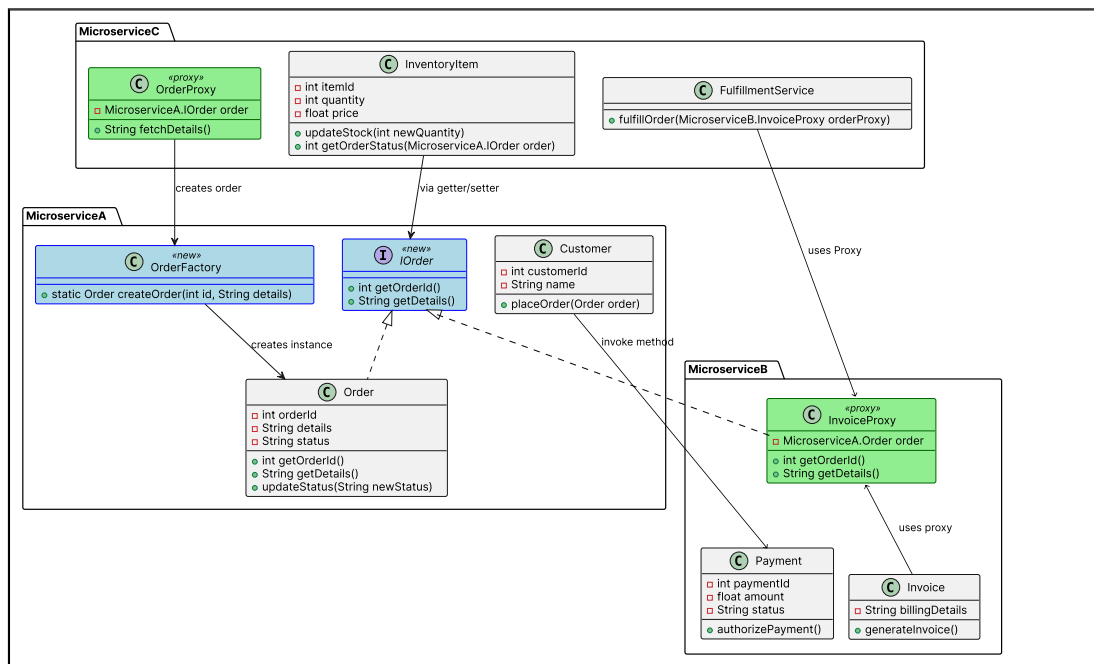 MicroserviceC
C
«proxy»
OrderProxy
MicroserviceA.IOrder order
String fetchDetails()
C
InventoryItem
int itemId
int quantity
float price
updateStock(int newQuantity)
int getOrderStatus(MicroserviceA.IOrder order)
C
FulfillmentService
fulfillOrder(MicroserviceB.InvoiceProxy orderProxy)
creates order
via getter/setter
uses Proxy
MicroserviceA
C
«new»
OrderFactory
static Order createOrder(int id, String details)
I
«new»
IOrder
int getOrderId()
String getDetails()
C
Customer
int customerId
String name
placeOrder(Order order)
creates instance
invoke method
C
Order
int orderId
String details
String status
int getOrderId()
String getDetails()
updateStatus(String newStatus)
MicroserviceB
C
«proxy»
InvoiceProxy
MicroserviceA.Order order
int getOrderId()
String getDetails()
uses proxy
C
Payment
int paymentId
float amount
String status
authorizePayment()
C
Invoice
String billingDetails
generateInvoice()